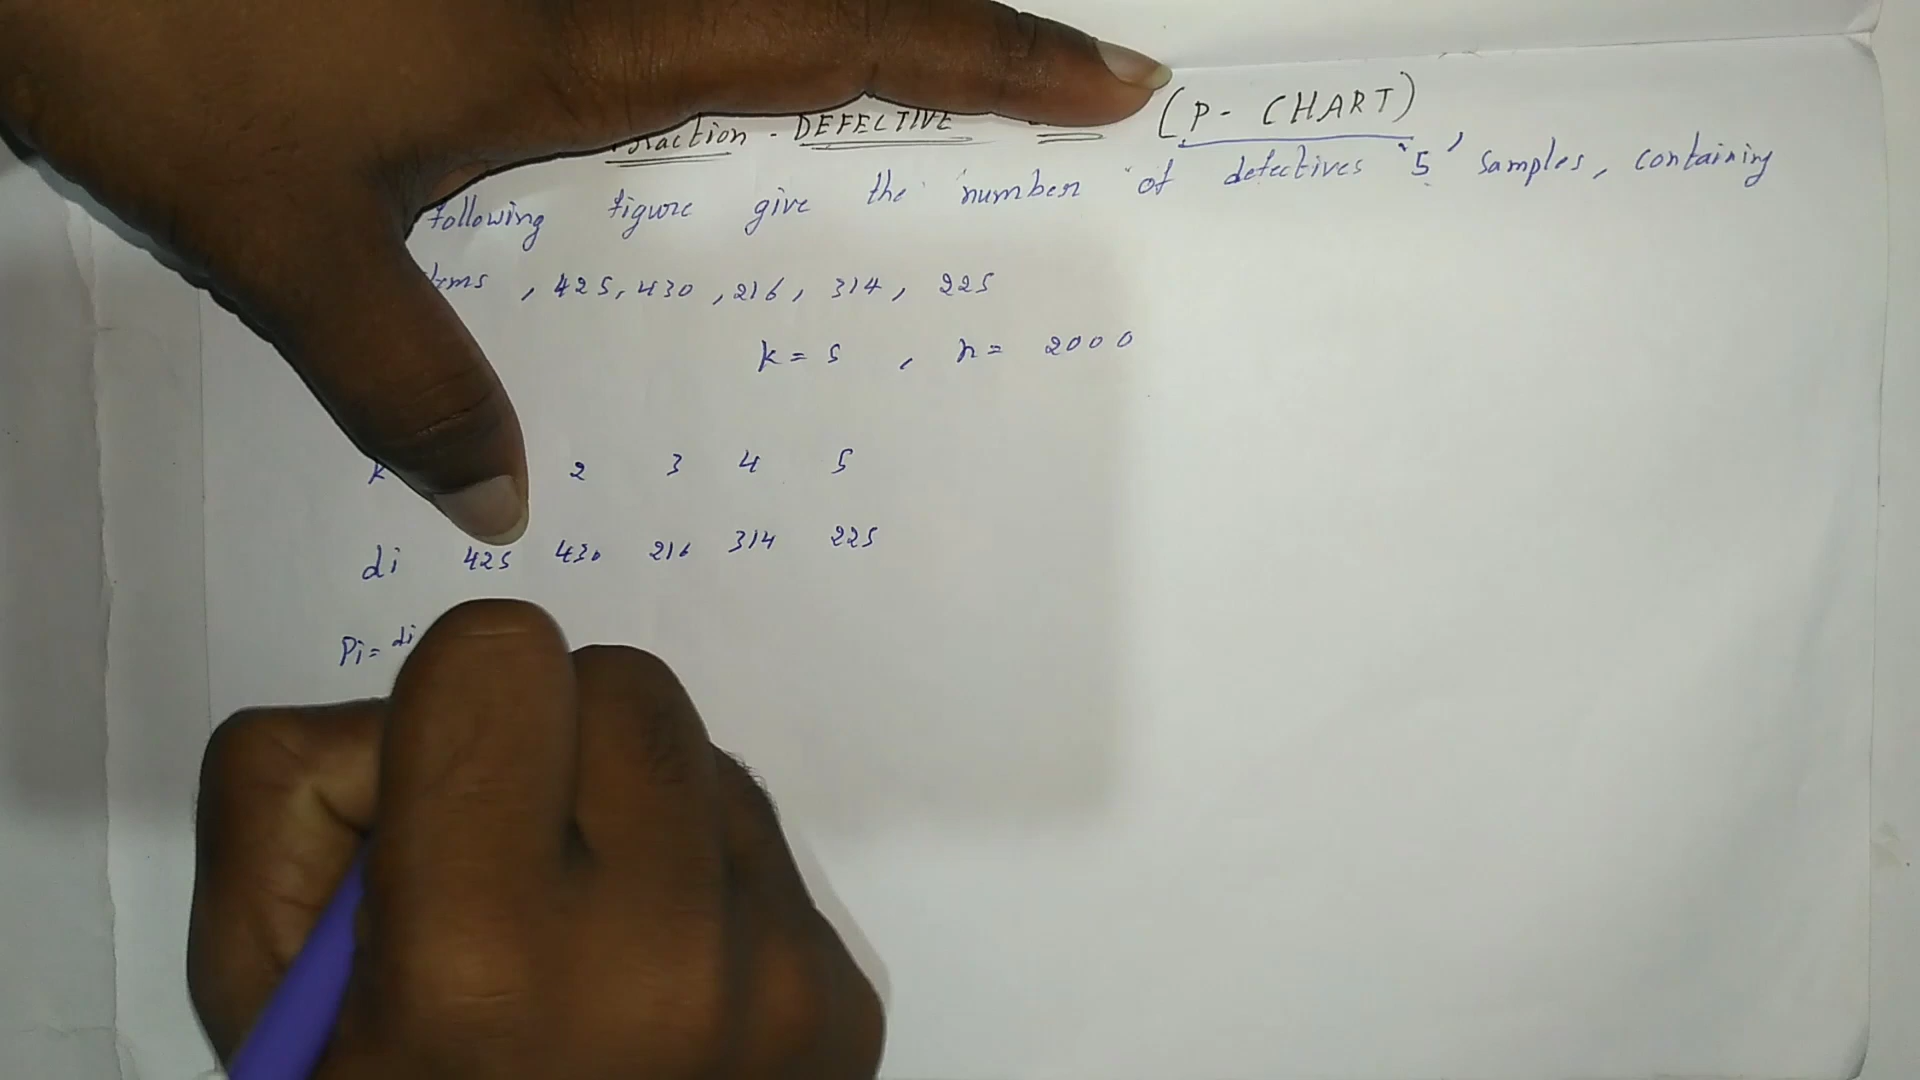 - DEFECTIVE (P - CHART)
following figure give the number of defectives '5' samples, containing
, 425, 430, 216, 314, 225
k = 5 , n = 2000
k 2 3 4 5
di 425 430 216 314 225
Pi = di